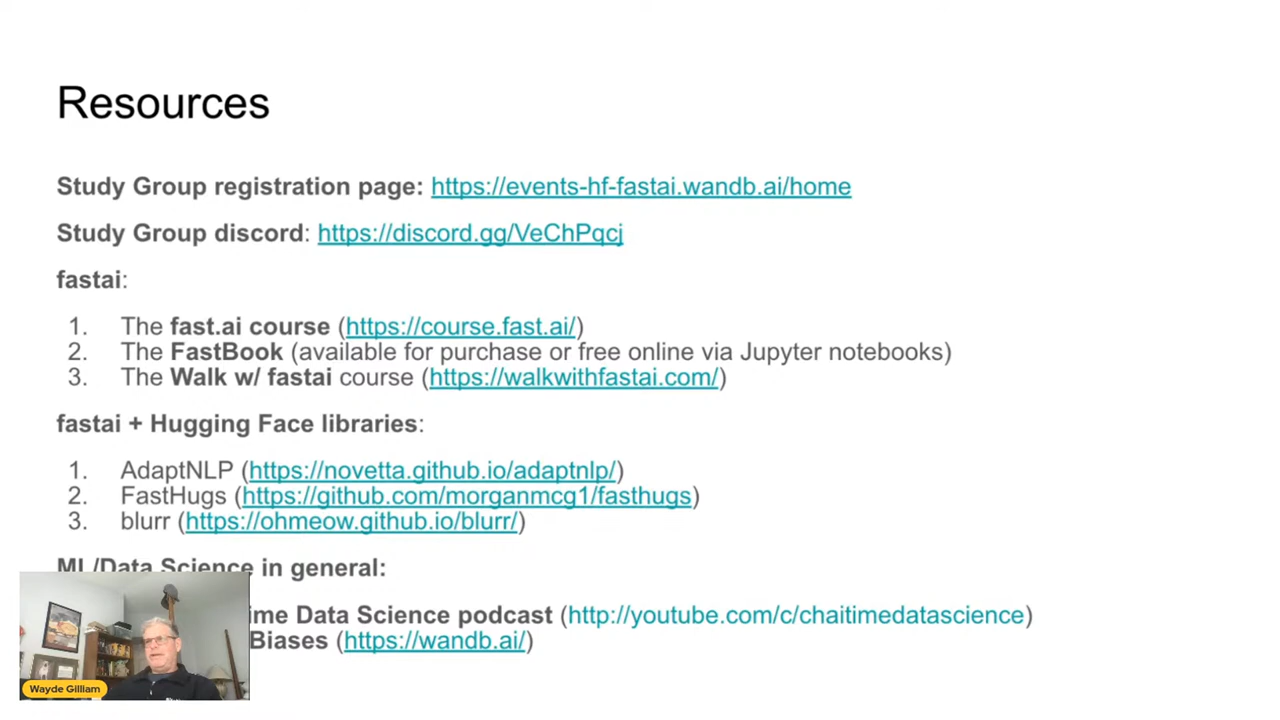 Resources
Study Group registration page: https://events-hf-fastai.wandb.ai/home
Study Group discord: https://discord.gg/VeChPqcj
fastai:
1. The fast.ai course (https://course.fast.ai/)
2. The FastBook (available for purchase or free online via Jupyter notebooks)
3. The Walk w/ fastai course (https://walkwithfastai.com/)
fastai + Hugging Face libraries:
1. AdaptNLP (https://novetta.github.io/adaptnlp/)
2. FastHugs (https://github.com/morganmcg1/fasthugs)
3. blurr (https://ohmeow.github.io/blurr/)
ML/Data Science in general:
ime Data Science podcast (http://youtube.com/c/chaitimedatascience)
Biases (https://wandb.ai/)
Wayde Gilliam